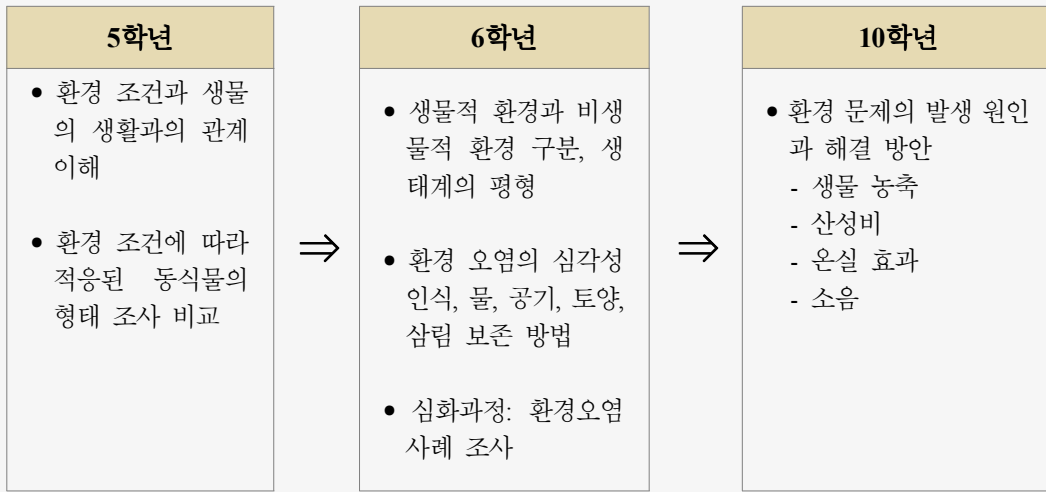 5학년
• 환경 조건과 생물
의 생활과의 관계
이해
• 환경 조건에 따라
적응된 동식물의
형태 조사 비교
⇒
6학년
• 생물적 환경과 비생
물적 환경 구분, 생
태계의 평형
• 환경 오염의 심각성
인식, 물, 공기, 토양,
삼림 보존 방법
• 심화과정: 환경오염
사례 조사
⇒
10학년
• 환경 문제의 발생 원인
과 해결 방안
- 생물 농축
- 산성비
- 온실 효과
- 소음